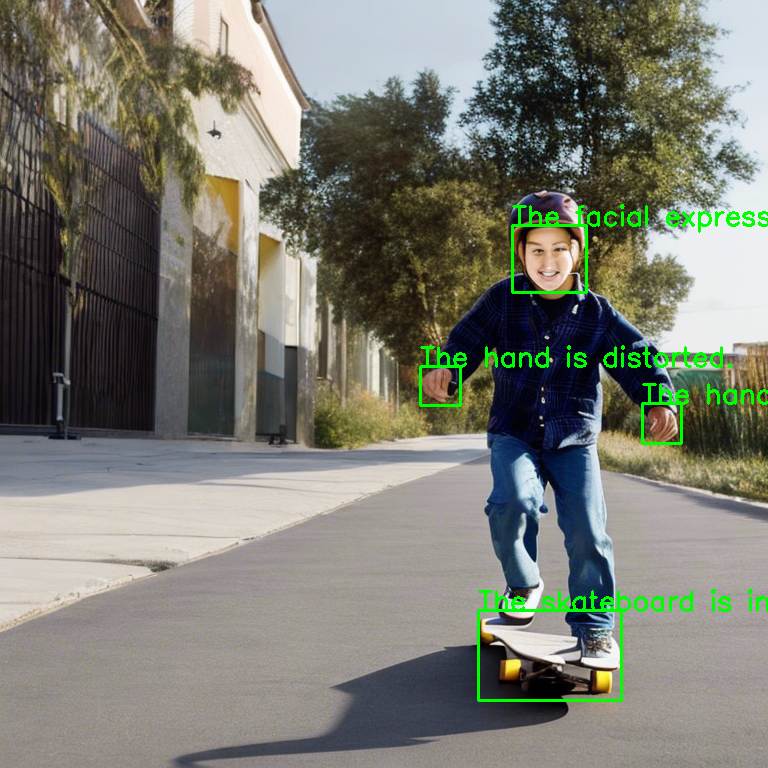 The facial express
The hand is distorted.
The hand
The skateboard is in